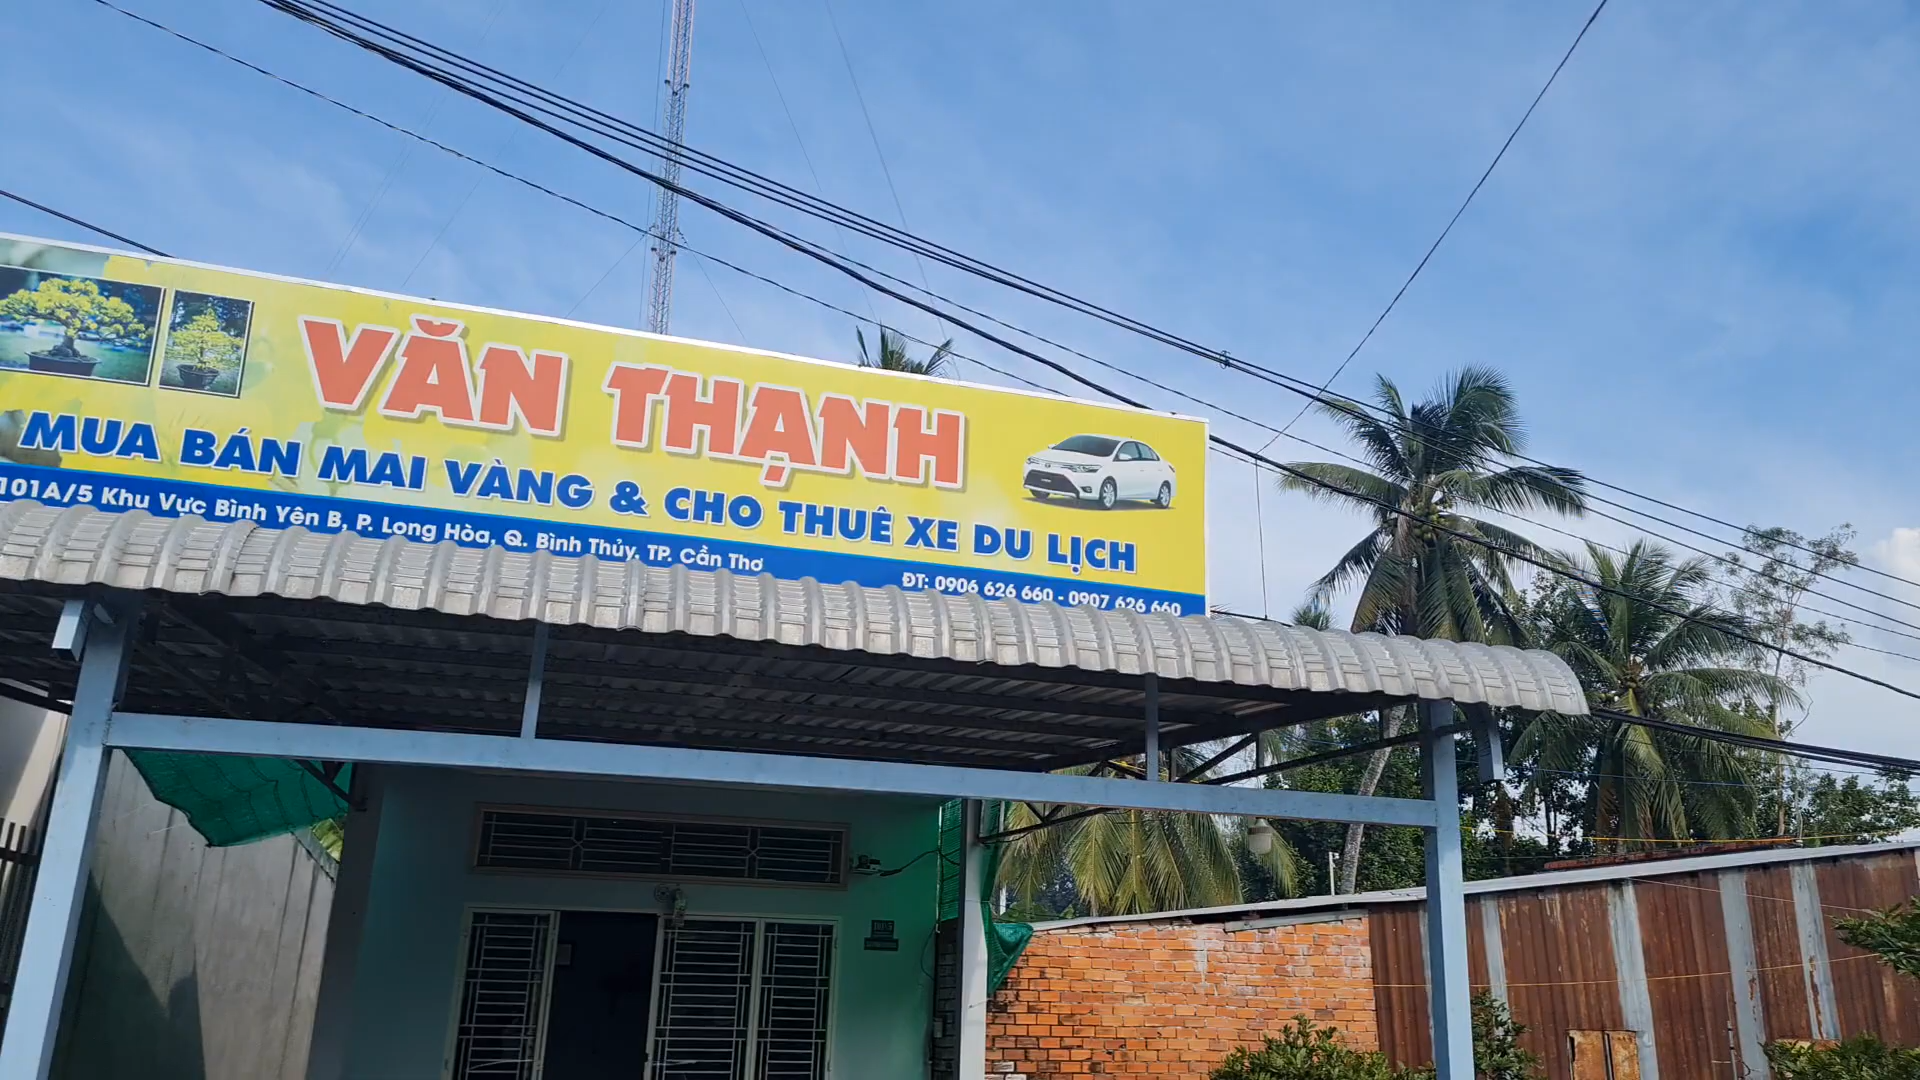 VĂN THẠNH
MUA BÁN MAI VÀNG & CHO THUÊ XE DU LỊCH
101A/5 Khu Vực Bình Yên B, P. Long Hòa, Q. Bình Thủy, TP. Cần Thơ
ĐT: 0906 626 660 - 0907 626 660